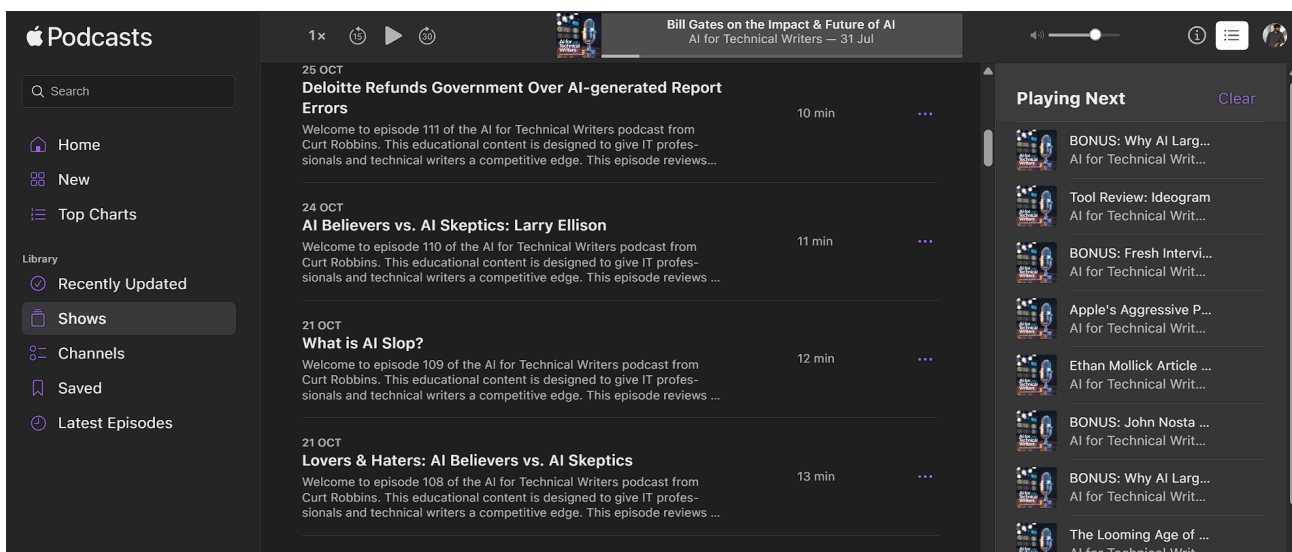 Podcasts
Search
Home
New
Top Charts
Library
Recently Updated
Shows
Channels
Saved
Latest Episodes
1×
15
30
Bill Gates on the Impact & Future of AI
AI for Technical Writers — 31 Jul
25 OCT
Deloitte Refunds Government Over AI-generated Report
Errors
Welcome to episode 111 of the AI for Technical Writers podcast from
Curt Robbins. This educational content is designed to give IT profes-
sionals and technical writers a competitive edge. This episode reviews...
10 min
24 OCT
AI Believers vs. AI Skeptics: Larry Ellison
Welcome to episode 110 of the AI for Technical Writers podcast from
Curt Robbins. This educational content is designed to give IT profes-
sionals and technical writers a competitive edge. This episode reviews ...
11 min
21 OCT
What is AI Slop?
Welcome to episode 109 of the AI for Technical Writers podcast from
Curt Robbins. This educational content is designed to give IT profes-
sionals and technical writers a competitive edge. This episode reviews ...
12 min
21 OCT
Lovers & Haters: AI Believers vs. AI Skeptics
Welcome to episode 108 of the AI for Technical Writers podcast from
Curt Robbins. This educational content is designed to give IT profes-
sionals and technical writers a competitive edge. This episode reviews ...
13 min
Playing Next
Clear
BONUS: Why AI Larg...
AI for Technical Writ...
Tool Review: Ideogram
AI for Technical Writ...
BONUS: Fresh Intervi...
AI for Technical Writ...
Apple's Aggressive P...
AI for Technical Writ...
Ethan Mollick Article ...
AI for Technical Writ...
BONUS: John Nosta ...
AI for Technical Writ...
BONUS: Why AI Larg...
AI for Technical Writ...
The Looming Age of ...
AI for Technical Writ...